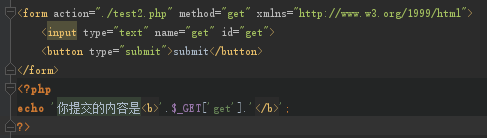 <form action="./test2.php" method="get" xmlns="http://www.w3.org/1999/html">
<input type="text" name="get" id="get">
<button type="submit">submit</button>
</form>
<?php
echo '你提交的内容是<b>'.$_GET['get'].'</b>';
?>